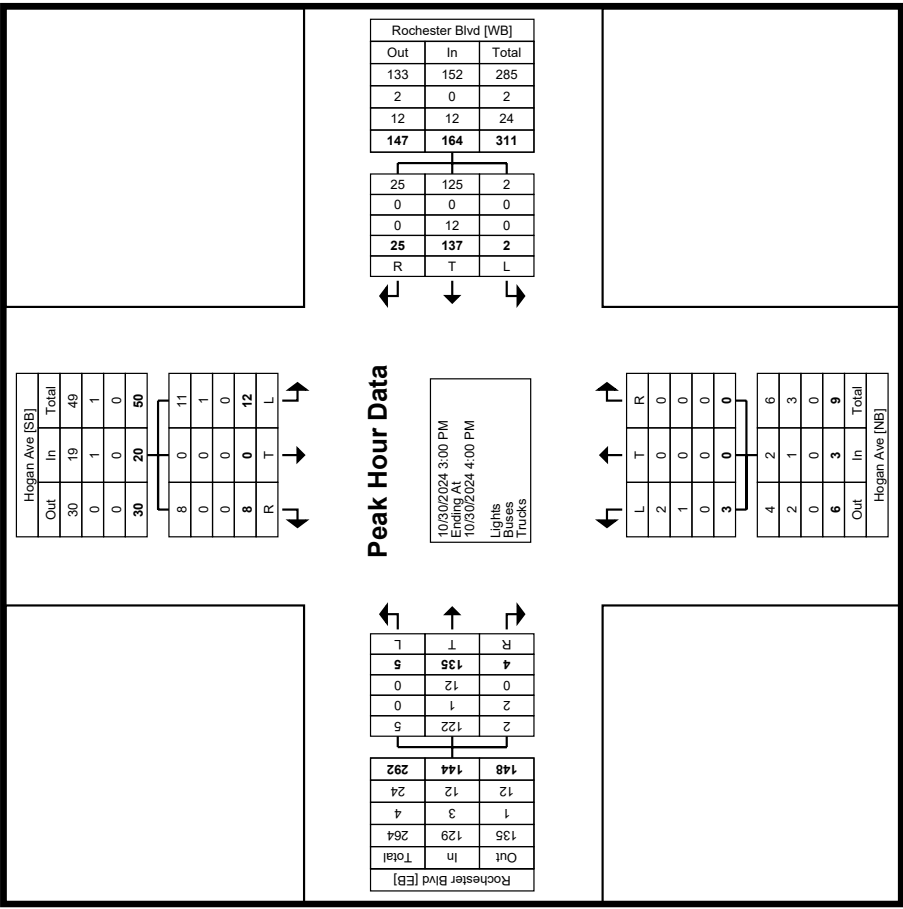 Rochester Blvd [WB]
Out In Total
133 152 285
2 0 2
12 12 24
147 164 311
25 125 2
0 0 0
0 12 0
25 137 2
R T L
Hogan Ave [SB]
Out In Total
30 19 49
0 1 1
0 0 0
30 20 50
8 0 11
0 0 1
0 0 0
8 0 12
R T L
Peak Hour Data
10/30/2024 3:00 PM
Ending At
10/30/2024 4:00 PM
Lights
Buses
Trucks
L T R
2 0 0
1 0 0
0 0 0
3 0 0
4 2 6
2 1 3
0 0 0
6 3 9
Out In Total
Hogan Ave [NB]
Rochester Blvd [EB]
Out In Total
135 129 264
1 3 4
12 12 24
148 144 292
2 122 5
2 1 0
0 12 0
4 135 5
R T L